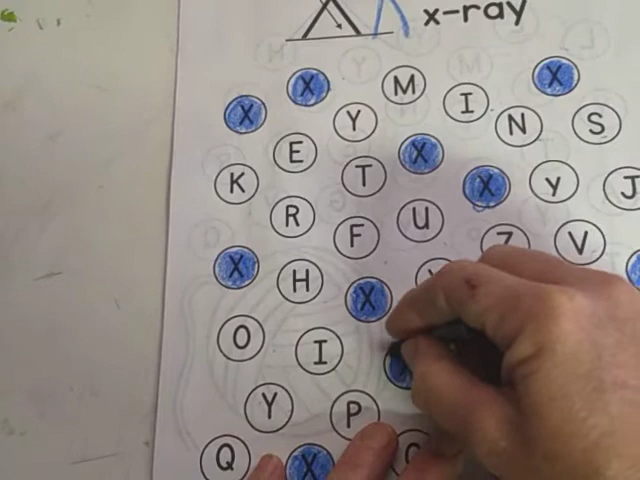 x-ray
X X M I X
Y N S
E X
K T X y J
R U
F Z V
X H X
O I
Y P
Q X